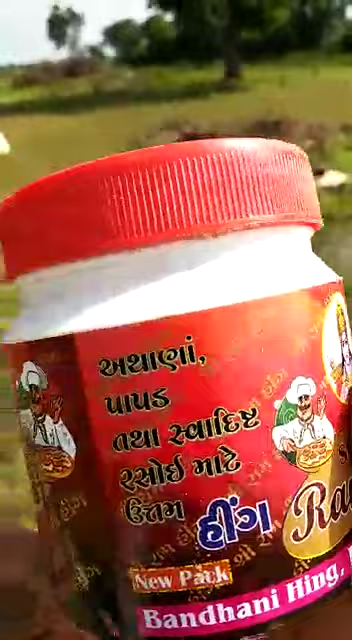 અથાણાં,
પાપડ
તથા સ્વાદિષ્ટ
રસોઇ માટે
ઉત્તમ હીંગ
New Pack
Bandhani Hing,